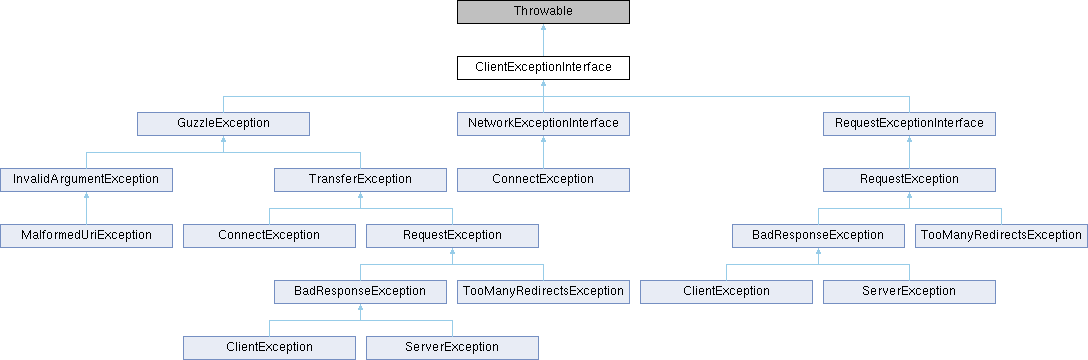 Throwable
ClientExceptionInterface
GuzzleException
NetworkExceptionInterface
RequestExceptionInterface
InvalidArgumentException
TransferException
ConnectException
RequestException
MalformedUriException
ConnectException
RequestException
BadResponseException
TooManyRedirectsException
BadResponseException
TooManyRedirectsException
ClientException
ServerException
ClientException
ServerException